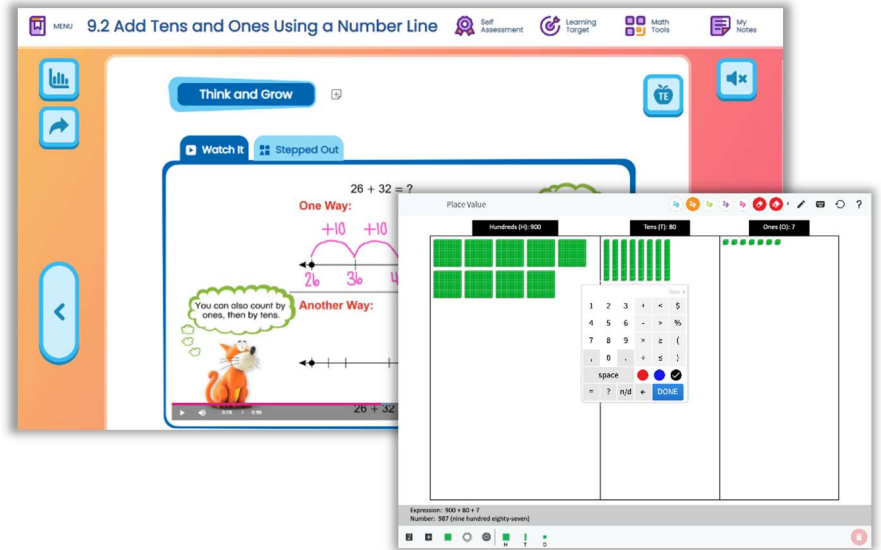 MENU
9.2 Add Tens and Ones Using a Number Line
Self
Assessment
Learning
Target
Math
Tools
My
Notes
Think and Grow
TE
Watch It
Stepped Out
26 + 32 = ?
One Way:
+10 +10
26 36 4
You can also count by
ones, then by tens.
Another Way:
26 + 32
Place Value
Hundreds (H): 900
Tens (T): 80
Ones (O): 7
1 2 3 + < $
4 5 6 - > %
7 8 9 × ≥ (
, 0 . ÷ ≤ )
space
= ? n/d ← DONE
Expression: 900 + 80 + 7
Number: 987 (nine hundred eighty-seven)
H T O